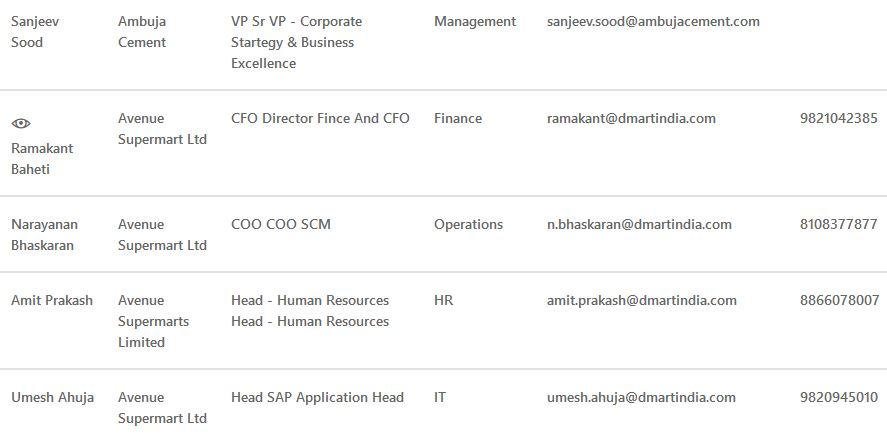 Sanjeev Sood
Ambuja Cement
VP Sr VP - Corporate Startegy & Business Excellence
Management
sanjeev.sood@ambujacement.com
Ramakant Baheti
Avenue Supermart Ltd
CFO Director Fince And CFO
Finance
ramakant@dmartindia.com
9821042385
Narayanan Bhaskaran
Avenue Supermart Ltd
COO COO SCM
Operations
n.bhaskaran@dmartindia.com
8108377877
Amit Prakash
Avenue Supermarts Limited
Head - Human Resources
Head - Human Resources
HR
amit.prakash@dmartindia.com
8866078007
Umesh Ahuja
Avenue Supermart Ltd
Head SAP Application Head
IT
umesh.ahuja@dmartindia.com
9820945010